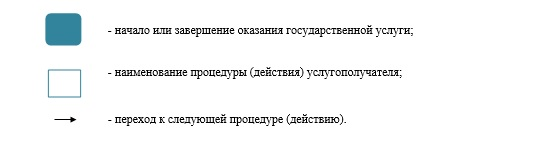 - начало или завершение оказания государственной услуги;
- наименование процедуры (действия) услугополучателя;
- переход к следующей процедуре (действию).